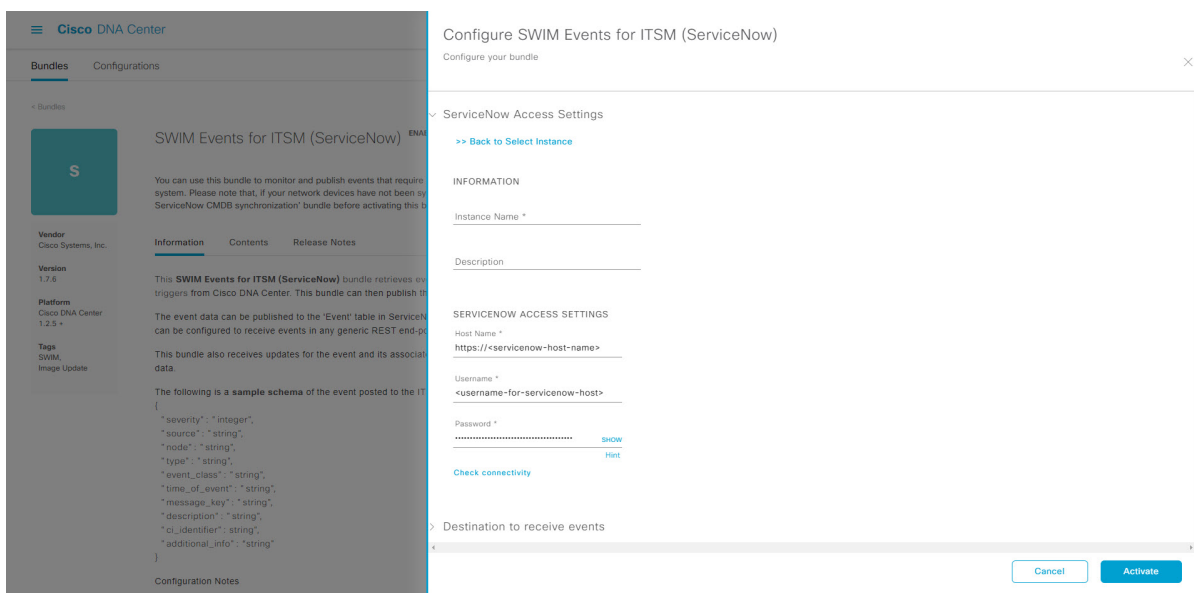 Cisco DNA Center
Bundles Configurations
< Bundles
S
SWIM Events for ITSM (ServiceNow)
You can use this bundle to monitor and publish events that require
system. Please note that, if your network devices have not been
ServiceNow CMDB synchronization' bundle before activating this
Vendor
Cisco Systems, Inc.
Version
1.7.6
Platform
Cisco DNA Center
1.2.5
Tags
SWIM,
Image Update
Information Contents Release Notes
This SWIM Events for ITSM (ServiceNow) bundle retrieves
triggers from Cisco DNA Center. This bundle can then publish
The event data can be published to the 'Event' table in
can be configured to receive events in any generic REST
This bundle also receives updates for the event and its
data.
The following is a sample schema of the event posted to the
{
"severity" : "integer",
"source" : "string",
"node" : "string",
"type" : "string",
"event_class" : "string",
"time_of_event" : "string",
"message_key" : "string",
"description" : "string",
"ci_identifier" : string",
"additional_info" : "string"
}
Configuration Notes
Configure SWIM Events for ITSM (ServiceNow)
Configure your bundle
ServiceNow Access Settings
>> Back to Select Instance
INFORMATION
Instance Name *
Description
SERVICENOW ACCESS SETTINGS
Host Name *
https://<servicenow-host-name>
Username *
<username-for-servicenow-host>
Password *
SHOW
Hint
Check connectivity
Destination to receive events
Cancel Activate